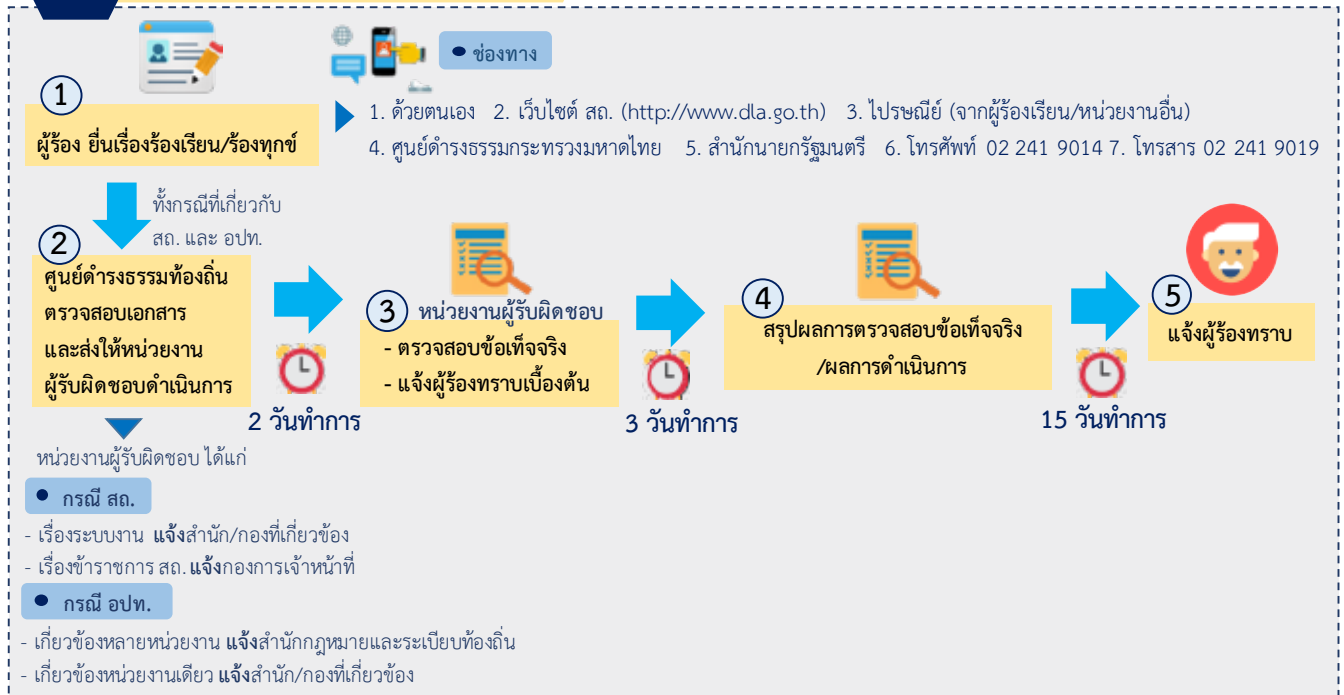 • ช่องทาง
1
ผู้ร้อง ยื่นเรื่องร้องเรียน/ร้องทุกข์
1. ด้วยตนเอง 2. เว็บไซต์ สถ. (http://www.dla.go.th) 3. ไปรษณีย์ (จากผู้ร้องเรียน/หน่วยงานอื่น)
4. ศูนย์ดำรงธรรมกระทรวงมหาดไทย 5. สำนักนายกรัฐมนตรี 6. โทรศัพท์ 02 241 9014 7. โทรสาร 02 241 9019
ทั้งกรณีที่เกี่ยวกับ
สถ. และ อปท.
2
ศูนย์ดำรงธรรมท้องถิ่น
ตรวจสอบเอกสาร
และส่งให้หน่วยงาน
ผู้รับผิดชอบดำเนินการ
2 วันทำการ
3 หน่วยงานผู้รับผิดชอบ
- ตรวจสอบข้อเท็จจริง
- แจ้งผู้ร้องทราบเบื้องต้น
3 วันทำการ
4
สรุปผลการตรวจสอบข้อเท็จจริง
/ผลการดำเนินการ
15 วันทำการ
5
แจ้งผู้ร้องทราบ
หน่วยงานผู้รับผิดชอบ ได้แก่
• กรณี สถ.
- เรื่องระบบงาน แจ้งสำนัก/กองที่เกี่ยวข้อง
- เรื่องข้าราชการ สถ. แจ้งกองการเจ้าหน้าที่
• กรณี อปท.
- เกี่ยวข้องหลายหน่วยงาน แจ้งสำนักกฎหมายและระเบียบท้องถิ่น
- เกี่ยวข้องหน่วยงานเดียว แจ้งสำนัก/กองที่เกี่ยวข้อง